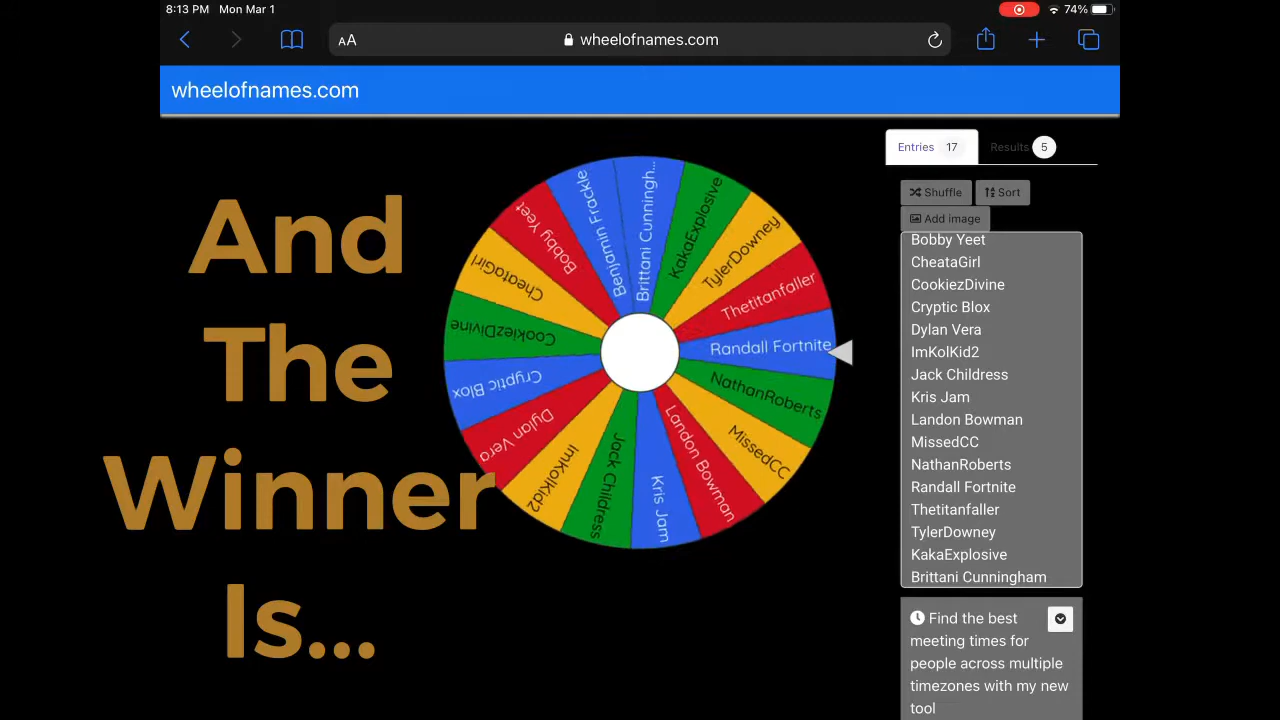 8:13 PM Mon Mar 1
74%
AA
wheelofnames.com
wheelofnames.com
Entries 17
Results 5
Shuffle
Sort
Add image
And
The
Winner
Is...
Benjamin Frackle
Brittani Cunningh...
KakaExplosive
TylerDowney
Thetitanfaller
Randall Fortnite
NathanRoberts
MissedCC
Landon Bowman
Kris Jam
Jack Childress
ImKolKid2
Dylan Vera
Cryptic Blox
CookiezDivine
CheataGirl
Bobby Yeet
Bobby Yeet
CheataGirl
CookiezDivine
Cryptic Blox
Dylan Vera
ImKolKid2
Jack Childress
Kris Jam
Landon Bowman
MissedCC
NathanRoberts
Randall Fortnite
Thetitanfaller
TylerDowney
KakaExplosive
Brittani Cunningham
Find the best
meeting times for
people across multiple
timezones with my new
tool